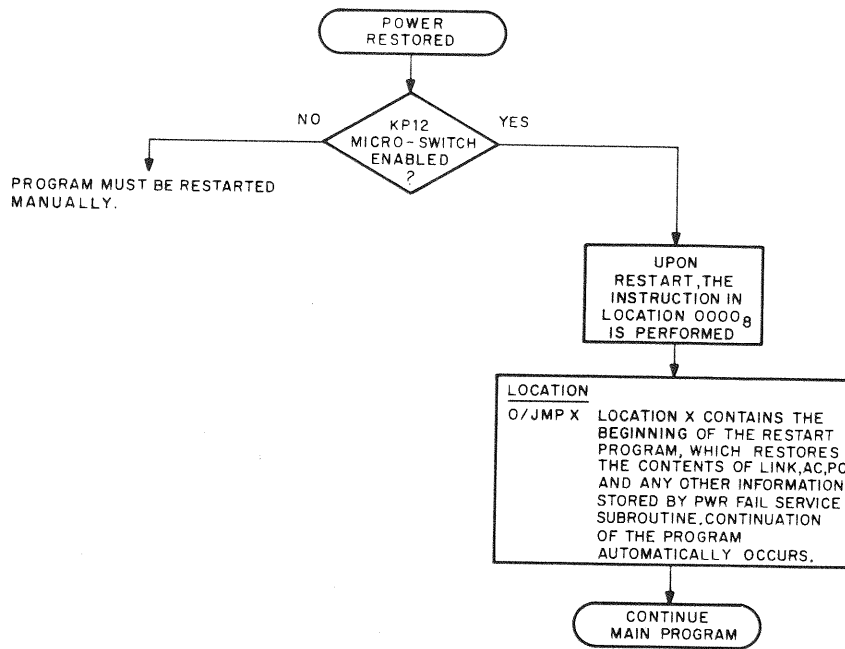 POWER
RESTORED
NO
KP12
MICRO-SWITCH
ENABLED
?
YES
PROGRAM MUST BE RESTARTED
MANUALLY.
UPON
RESTART, THE
INSTRUCTION IN
LOCATION 0000₈
IS PERFORMED
LOCATION
0/JMP X LOCATION X CONTAINS THE
BEGINNING OF THE RESTART
PROGRAM, WHICH RESTORES
THE CONTENTS OF LINK,AC,PC
AND ANY OTHER INFORMATION
STORED BY PWR FAIL SERVICE
SUBROUTINE.CONTINUATION
OF THE PROGRAM
AUTOMATICALLY OCCURS.
CONTINUE
MAIN PROGRAM